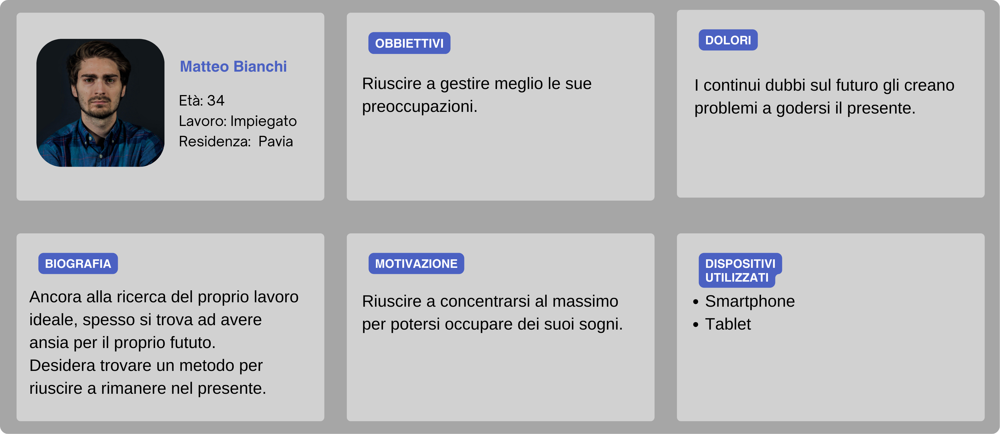 Matteo Bianchi
Età: 34
Lavoro: Impiegato
Residenza: Pavia
OBBIETTIVI
Riuscire a gestire meglio le sue
preoccupazioni.
DOLORI
I continui dubbi sul futuro gli creano
problemi a godersi il presente.
BIOGRAFIA
Ancora alla ricerca del proprio lavoro
ideale, spesso si trova ad avere
ansia per il proprio fututo.
Desidera trovare un metodo per
riuscire a rimanere nel presente.
MOTIVAZIONE
Riuscire a concentrarsi al massimo
per potersi occupare dei suoi sogni.
DISPOSITIVI
UTILIZZATI
• Smartphone
• Tablet